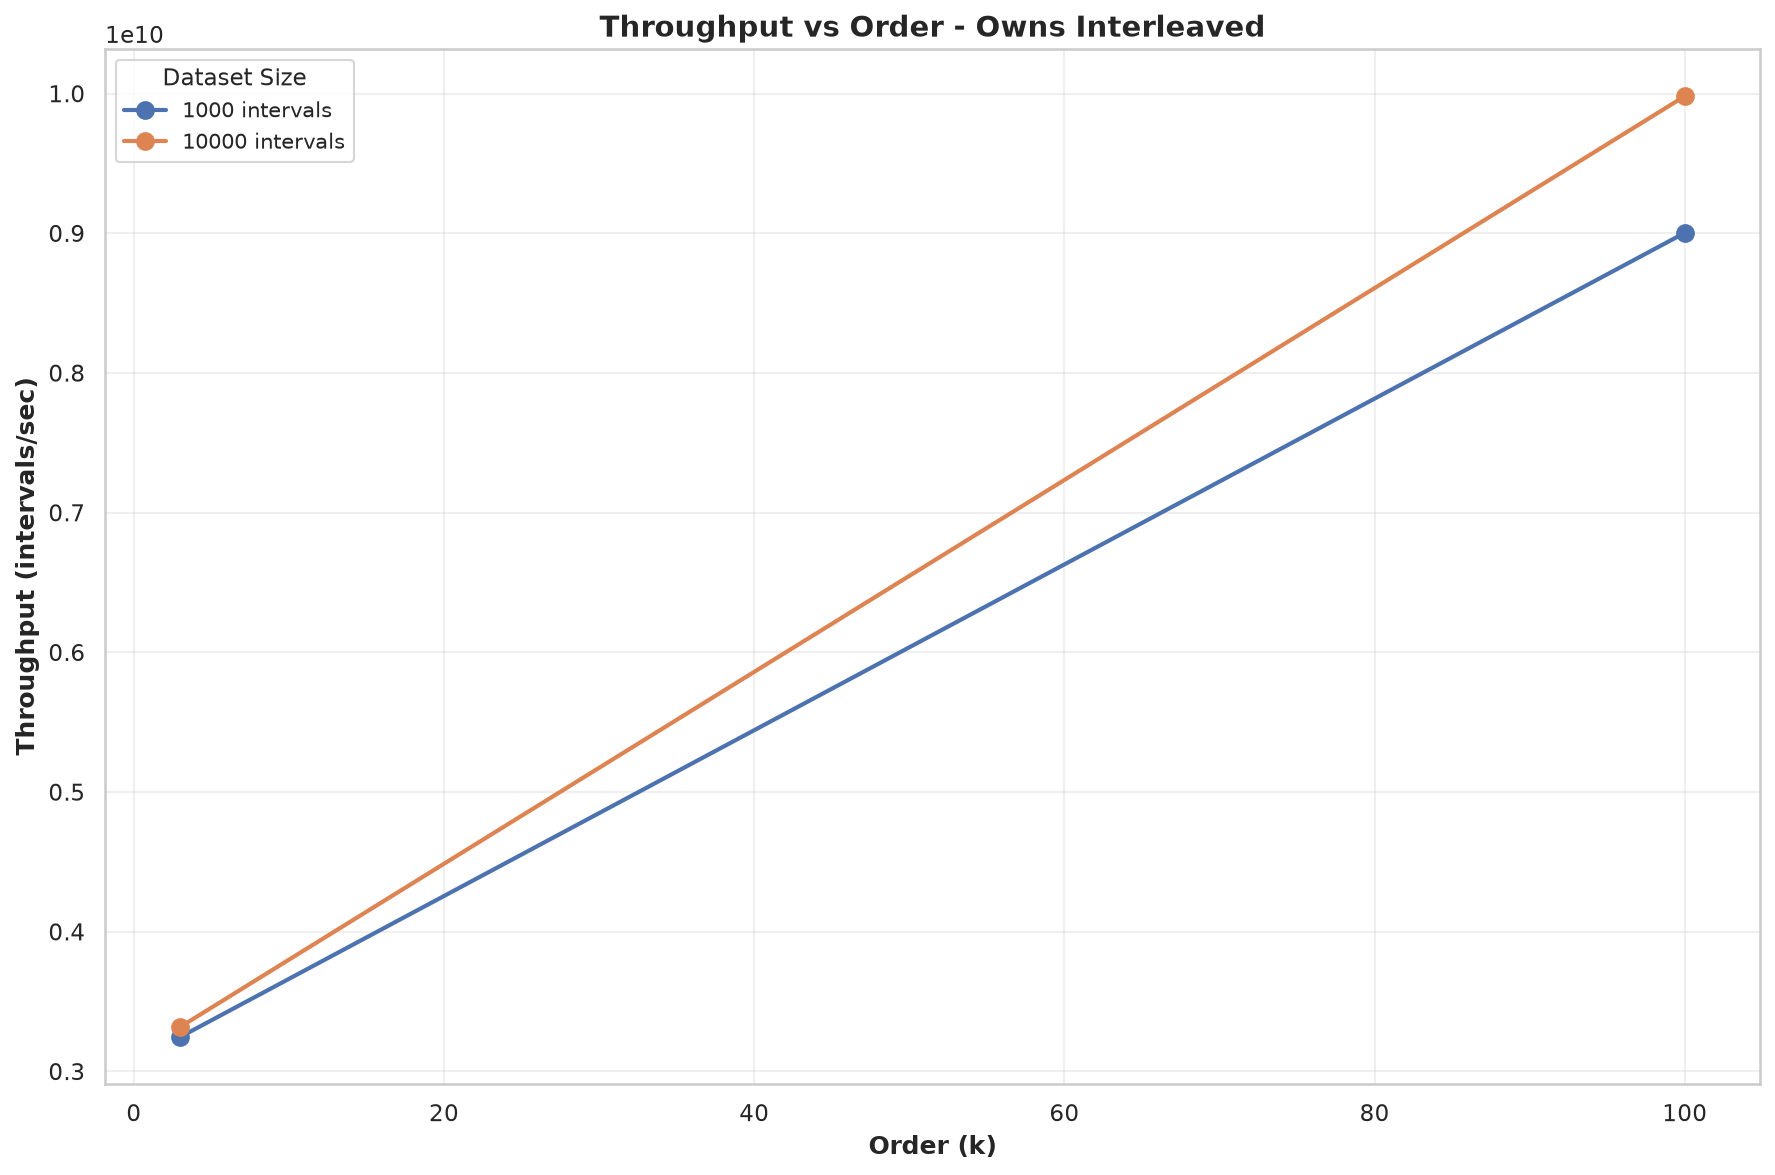 Throughput vs Order - Owns Interleaved
1e10
Dataset Size
1000 intervals
10000 intervals
1.0
0.9
0.8
0.7
0.6
0.5
0.4
0.3
Throughput (intervals/sec)
0 20 40 60 80 100
Order (k)